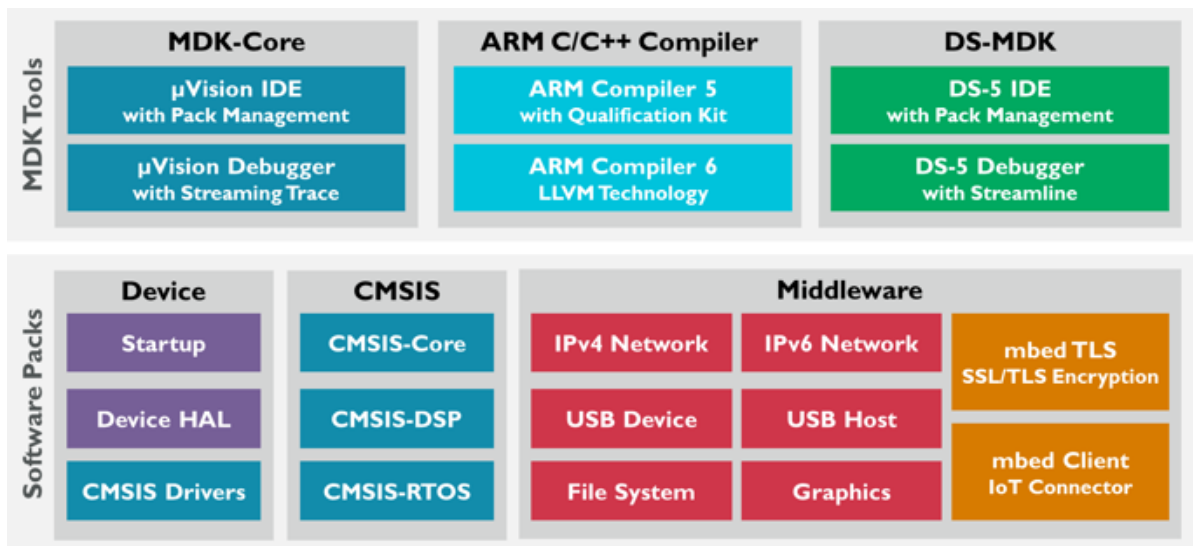 MDK Tools
MDK-Core
µVision IDE
with Pack Management
µVision Debugger
with Streaming Trace
ARM C/C++ Compiler
ARM Compiler 5
with Qualification Kit
ARM Compiler 6
LLVM Technology
DS-MDK
DS-5 IDE
with Pack Management
DS-5 Debugger
with Streamline
Software Packs
Device
Startup
Device HAL
CMSIS Drivers
CMSIS
CMSIS-Core
CMSIS-DSP
CMSIS-RTOS
Middleware
IPv4 Network
IPv6 Network
USB Device
USB Host
File System
Graphics
mbed TLS
SSL/TLS Encryption
mbed Client
IoT Connector